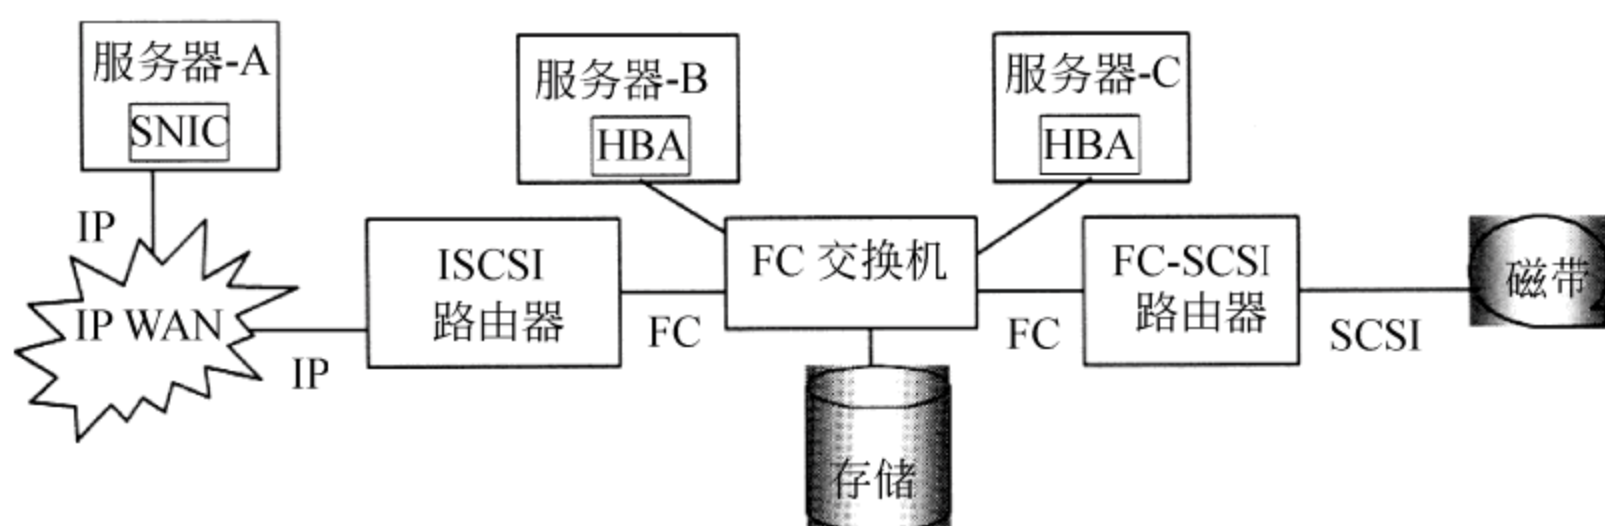 服务器-A
SNIC
服务器-B
HBA
服务器-C
HBA
IP
IP WAN
IP
ISCSI
路由器
FC
FC 交换机
FC
FC-SCSI
路由器
SCSI
磁带
存储